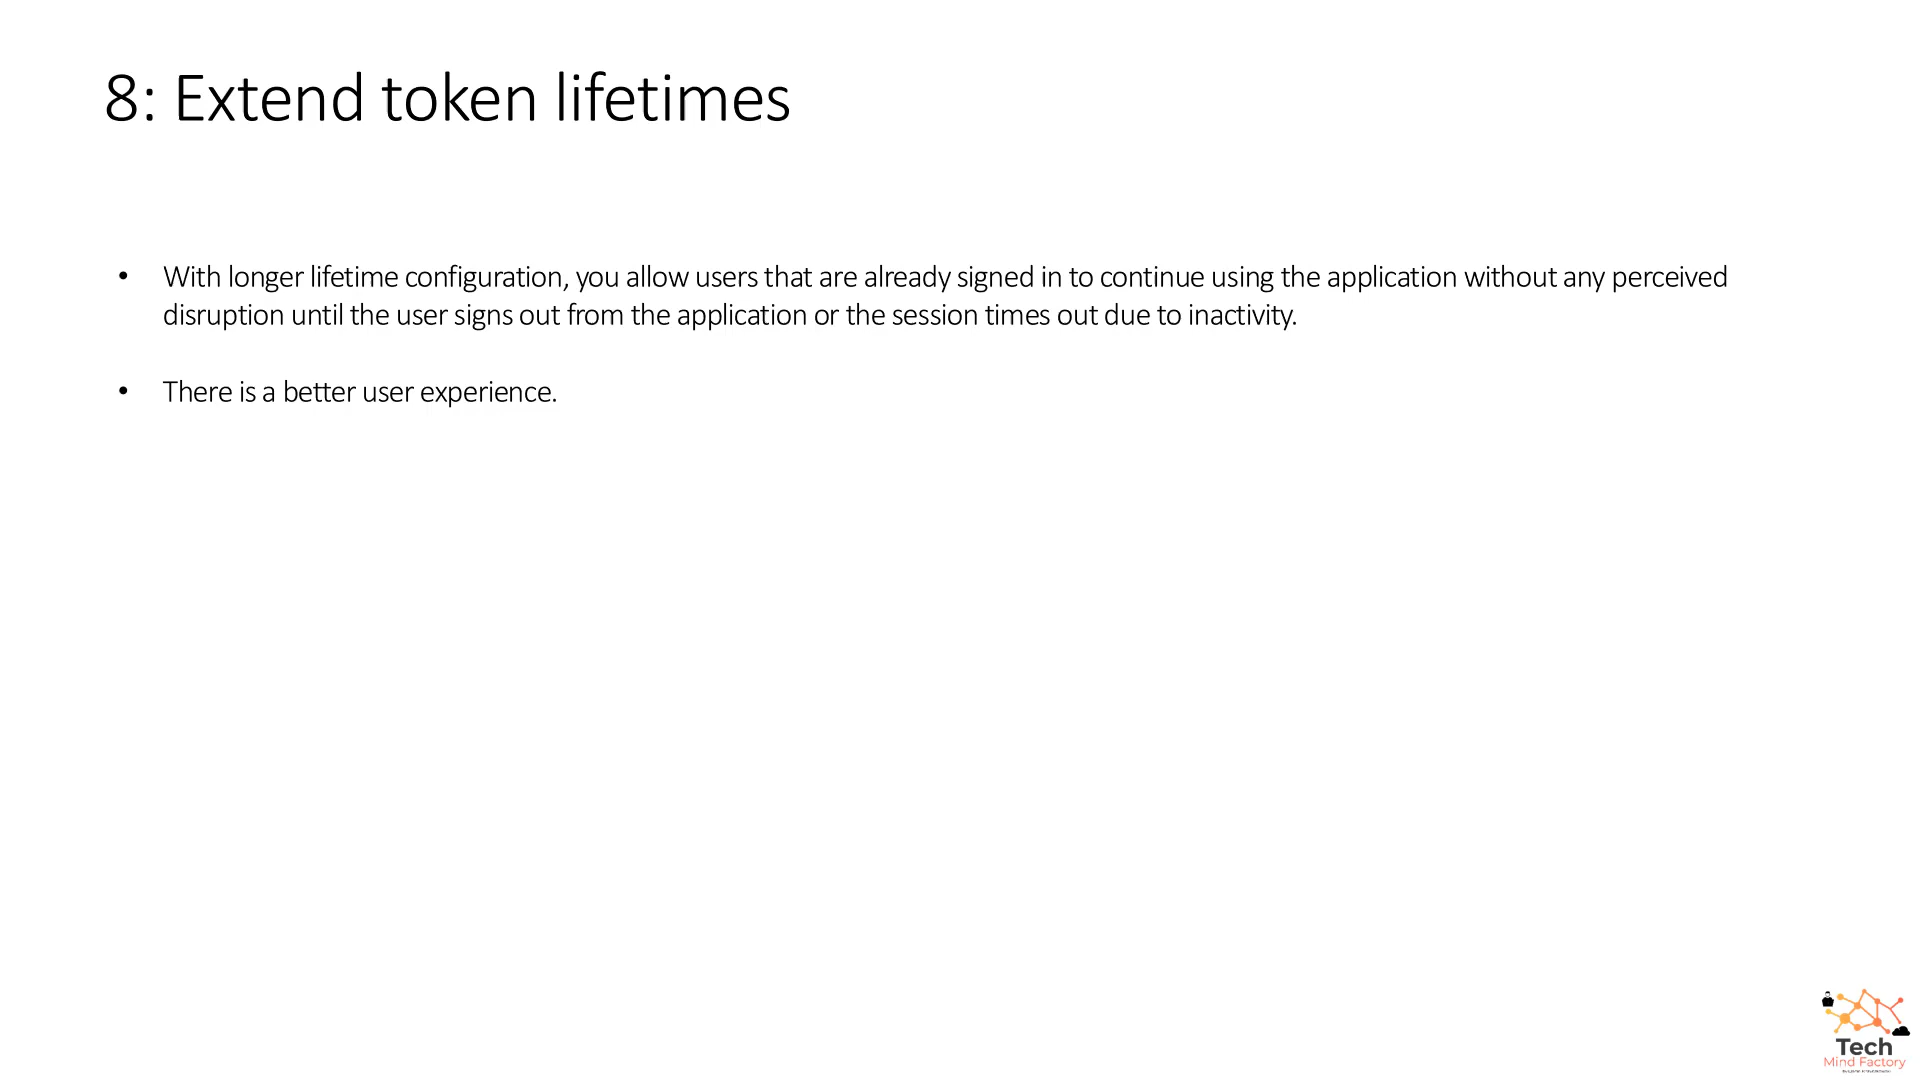 8: Extend token lifetimes
• With longer lifetime configuration, you allow users that are already signed in to continue using the application without any perceived
disruption until the user signs out from the application or the session times out due to inactivity.
• There is a better user experience.
Tech
Mind Factory